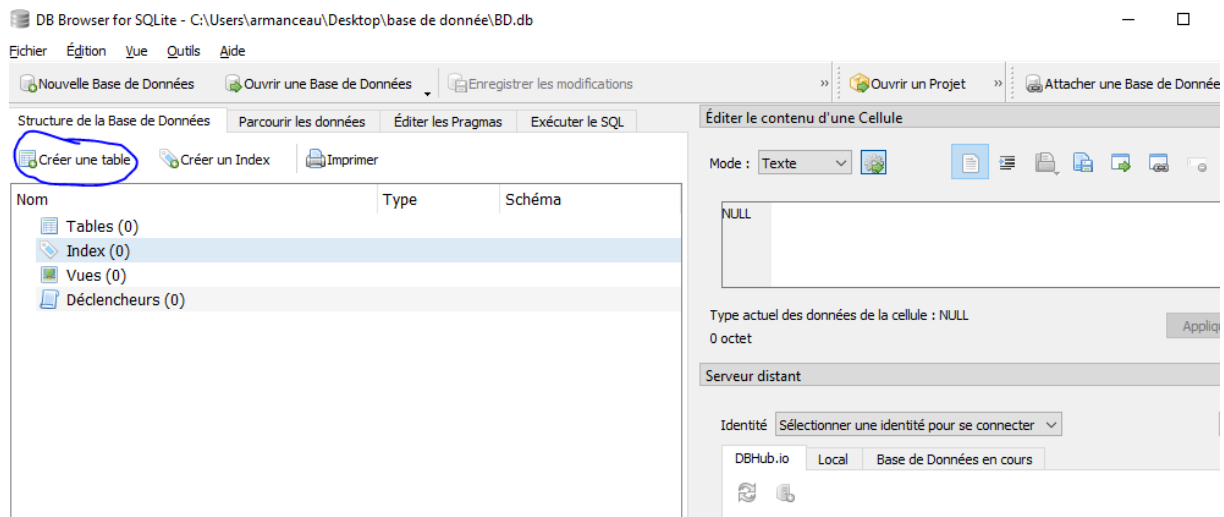 DB Browser for SQLite - C:\Users\armanceau\Desktop\base de donnée\BD.db
Fichier Édition Vue Outils Aide
Nouvelle Base de Données Ouvrir une Base de Données Enregistrer les modifications » Ouvrir un Projet » Attacher une Base de Donnée
Structure de la Base de Données Parcourir les données Éditer les Pragmas Exécuter le SQL
Créer une table Créer un Index Imprimer
Nom Type Schéma
Tables (0)
Index (0)
Vues (0)
Déclencheurs (0)
Éditer le contenu d'une Cellule
Mode : Texte
NULL
Type actuel des données de la cellule : NULL
0 octet
Appliqu
Serveur distant
Identité Sélectionner une identité pour se connecter
DBHub.io Local Base de Données en cours